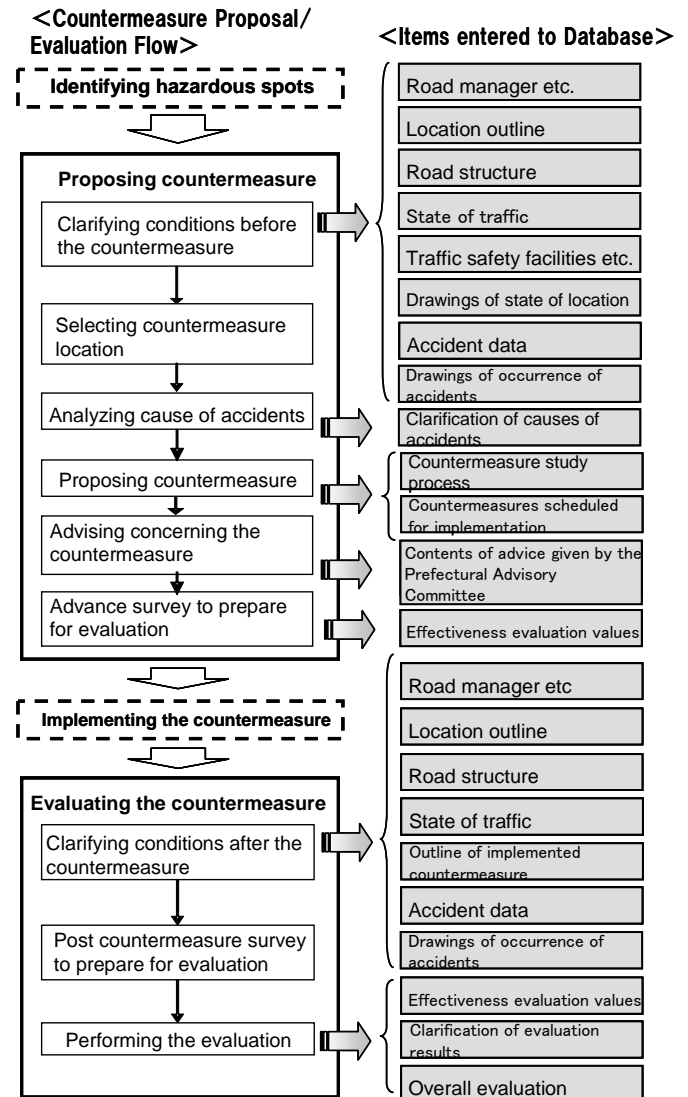 <Countermeasure Proposal/
Evaluation Flow>
<Items entered to Database>
Identifying hazardous spots
Proposing countermeasure
Clarifying conditions before
the countermeasure
Selecting countermeasure
location
Analyzing cause of accidents
Proposing countermeasure
Advising concerning the
countermeasure
Advance survey to prepare
for evaluation
Road manager etc.
Location outline
Road structure
State of traffic
Traffic safety facilities etc.
Drawings of state of location
Accident data
Drawings of occurrence of
accidents
Clarification of causes of
accidents
Countermeasure study
process
Countermeasures scheduled
for implementation
Contents of advice given by the
Prefectural Advisory
Committee
Effectiveness evaluation values
Implementing the countermeasure
Evaluating the countermeasure
Clarifying conditions after the
countermeasure
Post countermeasure survey
to prepare for evaluation
Performing the evaluation
Road manager etc
Location outline
Road structure
State of traffic
Outline of implemented
countermeasure
Accident data
Drawings of occurrence of
accidents
Effectiveness evaluation values
Clarification of evaluation
results
Overall evaluation